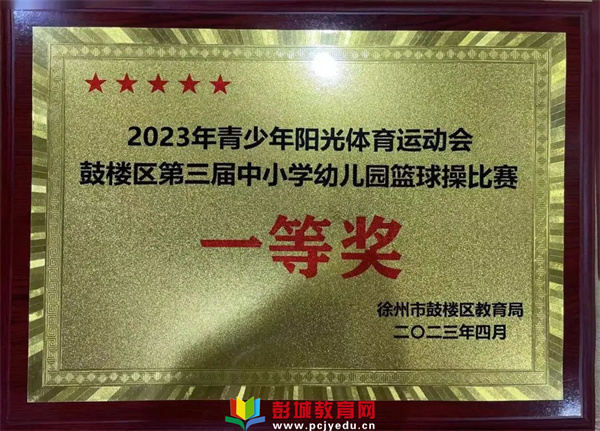 2023年青少年阳光体育运动会
鼓楼区第三届中小学幼儿园篮球操比赛
一等奖
徐州市鼓楼区教育局
二〇二三年四月
彭城教育网
www.pcjyedu.cn